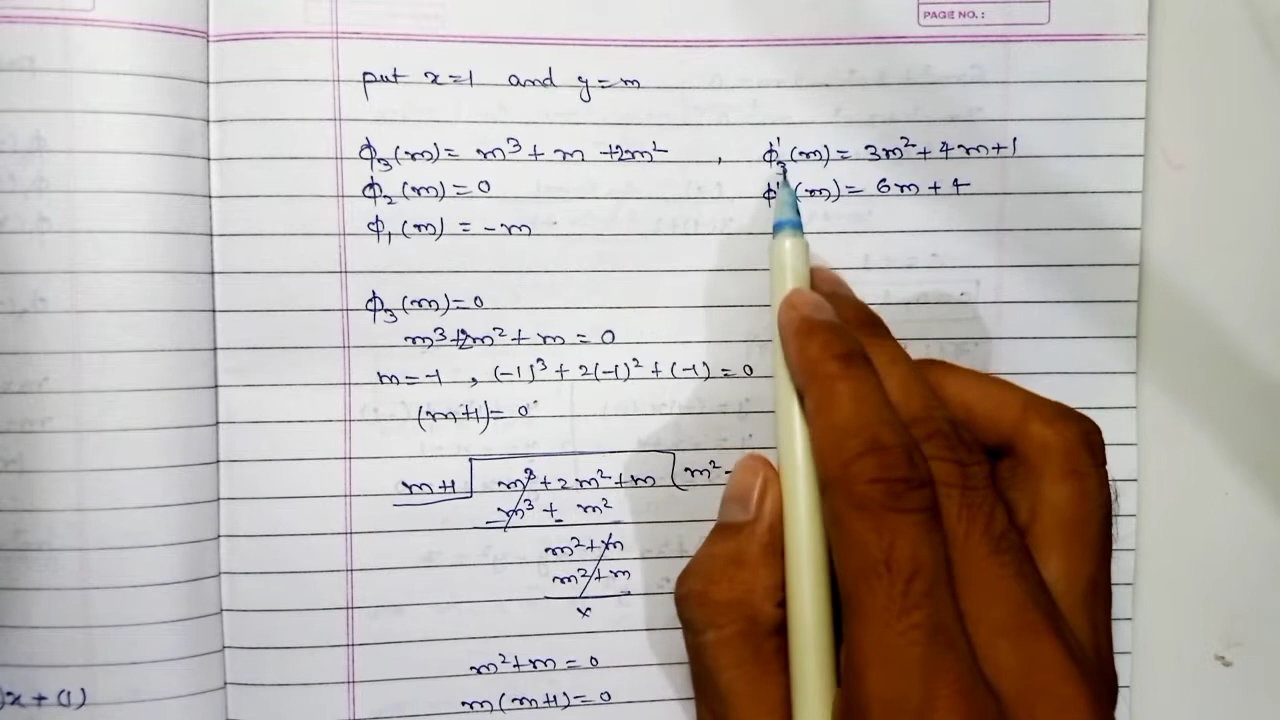 PAGE NO.:
put x=1 and y=m
ϕ₃(m) = m³ + m + 2m² , ϕ₃'(m) = 3m² + 4m + 1
ϕ₂(m) = 0 (m) = 6m + 4
ϕ₁(m) = -m
ϕ₃(m) = 0
m³ + 2m² + m = 0
m = -1 , (-1)³ + 2(-1)² + (-1) = 0
(m+1) = 0
m+1 m³ + 2m² + m ( m² -
m³ + m²
m² + m
m² + m
x
m² + m = 0
)x + (1)
m(m+1) = 0